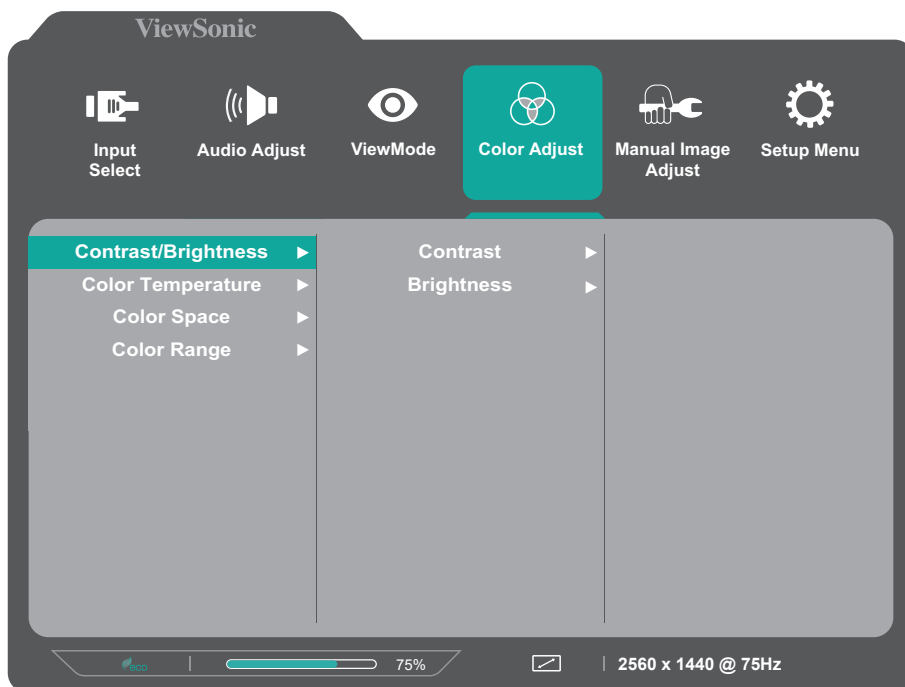 ViewSonic
Input
Select
Audio Adjust
ViewMode
Color Adjust
Manual Image
Adjust
Setup Menu
Contrast/Brightness
Color Temperature
Color Space
Color Range
Contrast
Brightness
eco
75%
2560 x 1440 @ 75Hz